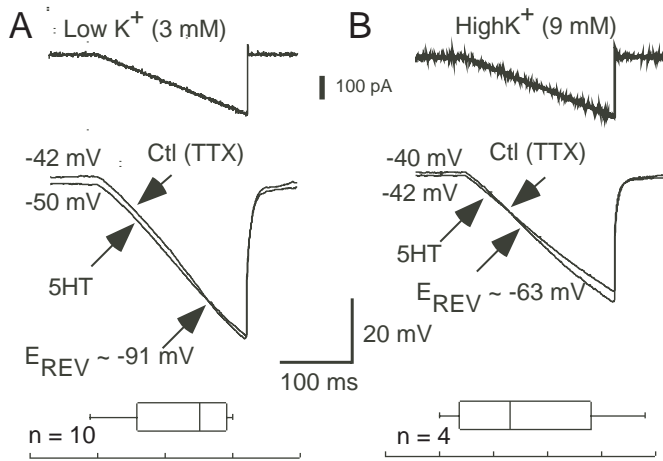 A
Low K+ (3 mM)
100 pA
-42 mV
Ctl (TTX)
-50 mV
5HT
EREV ~ -91 mV
20 mV
100 ms
n = 10
B
HighK+ (9 mM)
-40 mV
Ctl (TTX)
-42 mV
5HT
EREV ~ -63 mV
n = 4